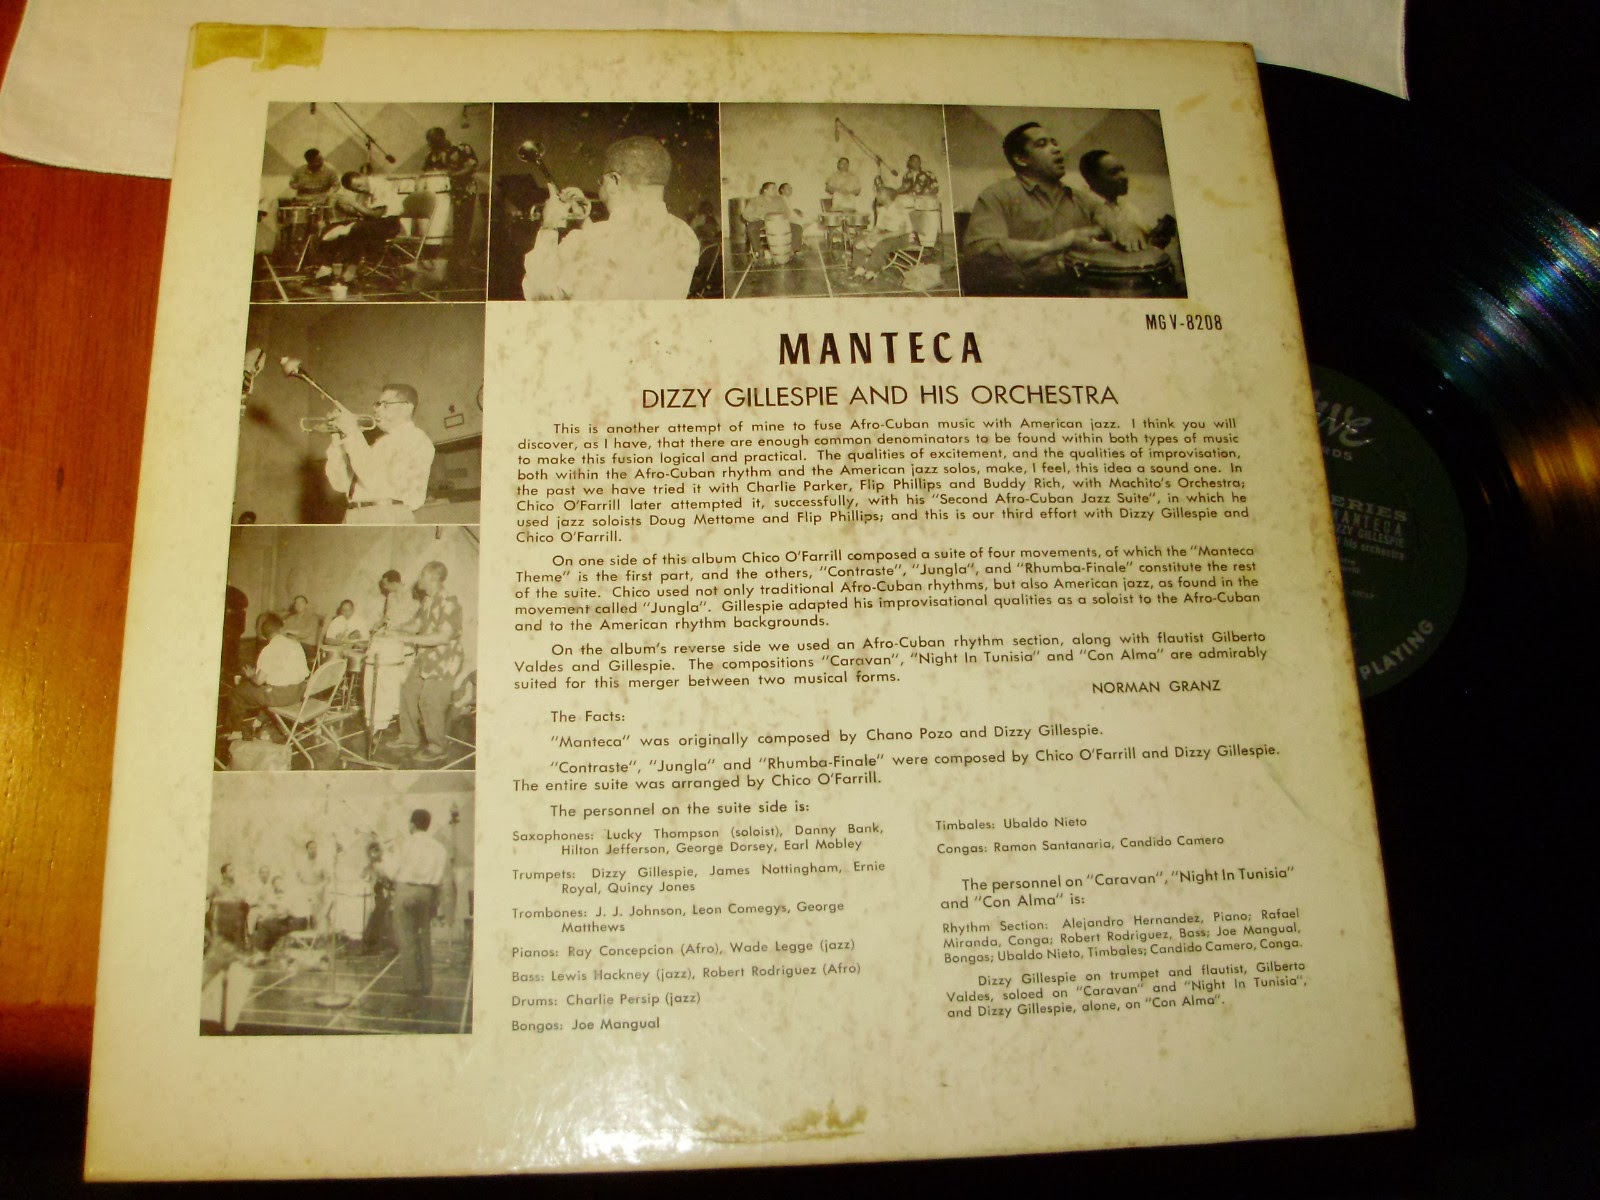 MGV-8208
MANTECA
DIZZY GILLESPIE AND HIS ORCHESTRA
This is another attempt of mine to fuse Afro-Cuban music with American jazz. I think you will
discover, as I have, that there are enough common denominators to be found within both types of music
to make this fusion logical and practical. The qualities of excitement, and the qualities of improvisation,
both within the Afro-Cuban rhythm and the American jazz solos, make, I feel, this idea a sound one. In
the past we have tried it with Charlie Parker, Flip Phillips and Buddy Rich, with Machito's Orchestra;
Chico O'Farrill later attempted it, successfully, with his "Second Afro-Cuban Jazz Suite", in which he
used jazz soloists Doug Mettome and Flip Phillips; and this is our third effort with Dizzy Gillespie and
Chico O'Farrill.
On one side of this album Chico O'Farrill composed a suite of four movements, of which the "Manteca
Theme" is the first part, and the others, "Contraste", "Jungla", and "Rhumba-Finale" constitute the rest
of the suite. Chico used not only traditional Afro-Cuban rhythms, but also American jazz, as found in the
movement called "Jungla". Gillespie adapted his improvisational qualities as a soloist to the Afro-Cuban
and to the American rhythm backgrounds.
On the album's reverse side we used an Afro-Cuban rhythm section, along with flautist Gilberto
Valdes and Gillespie. The compositions "Caravan", "Night In Tunisia" and "Con Alma" are admirably
suited for this merger between two musical forms.
NORMAN GRANZ
The Facts:
"Manteca" was originally composed by Chano Pozo and Dizzy Gillespie.
"Contraste", "Jungla" and "Rhumba-Finale" were composed by Chico O'Farrill and Dizzy Gillespie.
The entire suite was arranged by Chico O'Farrill.
The personnel on the suite side is:
Saxophones: Lucky Thompson (soloist), Danny Bank,
Hilton Jefferson, George Dorsey, Earl Mobley
Trumpets: Dizzy Gillespie, James Nottingham, Ernie
Royal, Quincy Jones
Trombones: J. J. Johnson, Leon Comegys, George
Matthews
Pianos: Ray Concepcion (Afro), Wade Legge (jazz)
Bass: Lewis Hackney (jazz), Robert Rodriguez (Afro)
Drums: Charlie Persip (jazz)
Bongos: Joe Mangual
Timbales: Ubaldo Nieto
Congas: Ramon Santanaria, Candido Camero
The personnel on "Caravan", "Night In Tunisia"
and "Con Alma" is:
Rhythm Section: Alejandro Hernandez, Piano; Rafael
Miranda, Conga; Robert Rodriguez, Bass; Joe Mangual,
Bongos; Ubaldo Nieto, Timbales; Candido Camero, Conga.
Dizzy Gillespie on trumpet and flautist, Gilberto
Valdes, soloed on "Caravan" and "Night In Tunisia",
and Dizzy Gillespie, alone, on "Con Alma".
MANTECA
GILLESPIE
his orchestra
PLAYING